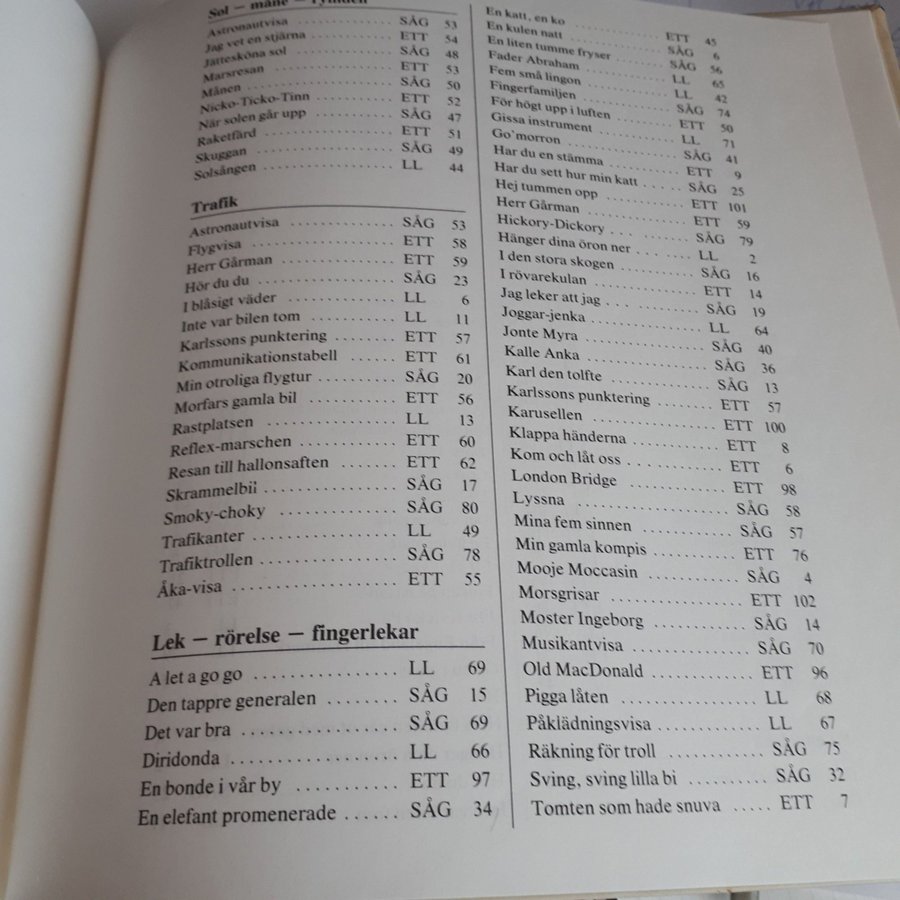 Sol – måne – rymden
Astronautvisa ............ SÅG 53
Jag vet en stjärna ............ ETT 54
Jättesköna sol ............ SÅG 48
Marsresan ............ ETT 53
Månen ............ SÅG 50
Nicko-Ticko-Tinn ............ ETT 52
När solen går upp ............ SÅG 47
Raketfärd ............ ETT 51
Skuggan ............ SÅG 49
Solsången ............ LL 44
Trafik
Astronautvisa ............ SÅG 53
Flygvisa ............ ETT 58
Herr Gårman ............ ETT 59
Hör du du ............ SÅG 23
I blåsigt väder ............ LL 6
Inte var bilen tom ............ LL 11
Karlssons punktering ............ ETT 57
Kommunikationstabell ........ ETT 61
Min otroliga flygtur ............ SÅG 20
Morfars gamla bil ............ ETT 56
Rastplatsen ............ LL 13
Reflex-marschen ............ ETT 60
Resan till hallonsaften ....... ETT 62
Skrammelbil ............ SÅG 17
Smoky-choky ............ SÅG 80
Trafikanter ............ LL 49
Trafiktrollen ............ SÅG 78
Åka-visa ............ ETT 55
Lek – rörelse – fingerlekar
A let a go go ............ LL 69
Den tappre generalen ........ SÅG 15
Det var bra ............ SÅG 69
Diridonda ............ LL 66
En bonde i vår by ............ ETT 97
En elefant promenerade ...... SÅG 34
En katt, en ko ............ ETT 45
En kulen natt ............ SÅG 6
En liten tumme fryser ........ SÅG 56
Fader Abraham ............ LL 65
Fem små lingon ............ LL 42
Fingerfamiljen ............ SÅG 74
För högt upp i luften ........ ETT 50
Gissa instrument ............ LL 71
Go'morron ............ SÅG 41
Har du en stämma ............ ETT 9
Har du sett hur min katt ..... SÅG 25
Hej tummen opp ............ ETT 101
Herr Gårman ............ ETT 59
Hickory-Dickory ............ SÅG 79
Hänger dina öron ner ........ LL 2
I den stora skogen ............ SÅG 16
I rövarekulan ............ ETT 14
Jag leker att jag ............ SÅG 19
Joggar-jenka ............ LL 64
Jonte Myra ............ SÅG 40
Kalle Anka ............ SÅG 36
Karl den tolfte ............ SÅG 13
Karlssons punktering ........ ETT 57
Karusellen ............ ETT 100
Klappa händerna ............ ETT 8
Kom och låt oss ............ ETT 6
London Bridge ............ ETT 98
Lyssna ............ SÅG 58
Mina fem sinnen ............ SÅG 57
Min gamla kompis ............ ETT 76
Mooje Moccasin ............ SÅG 4
Morsgrisar ............ ETT 102
Moster Ingeborg ............ SÅG 14
Musikantvisa ............ SÅG 70
Old MacDonald ............ ETT 96
Pigga låten ............ LL 68
Påklädningsvisa ............ LL 67
Räkning för troll ............ SÅG 75
Sving, sving lilla bi .......... SÅG 32
Tomten som hade snuva ..... ETT 7